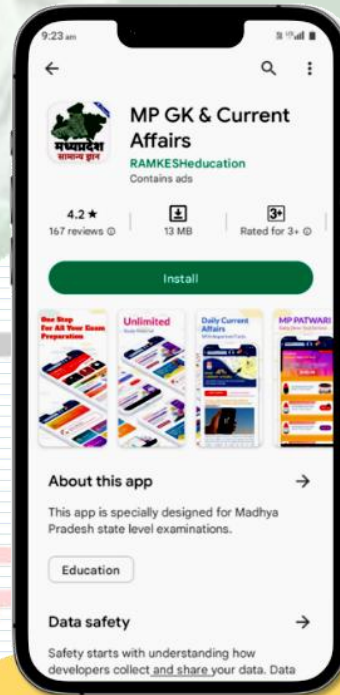 9:23 am
मध्यप्रदेश
सामान्य ज्ञान
MP GK & Current
Affairs
RAMKESHeducation
Contains ads
4.2 ★
167 reviews
13 MB
3+
Rated for 3+
Install
One Stop
For All Your Exam
Preparation
Unlimited
Daily Current
Affairs
MP PATWARI
About this app
This app is specially designed for Madhya
Pradesh state level examinations.
Education
Data safety
Safety starts with understanding how
developers collect and share your data. Data